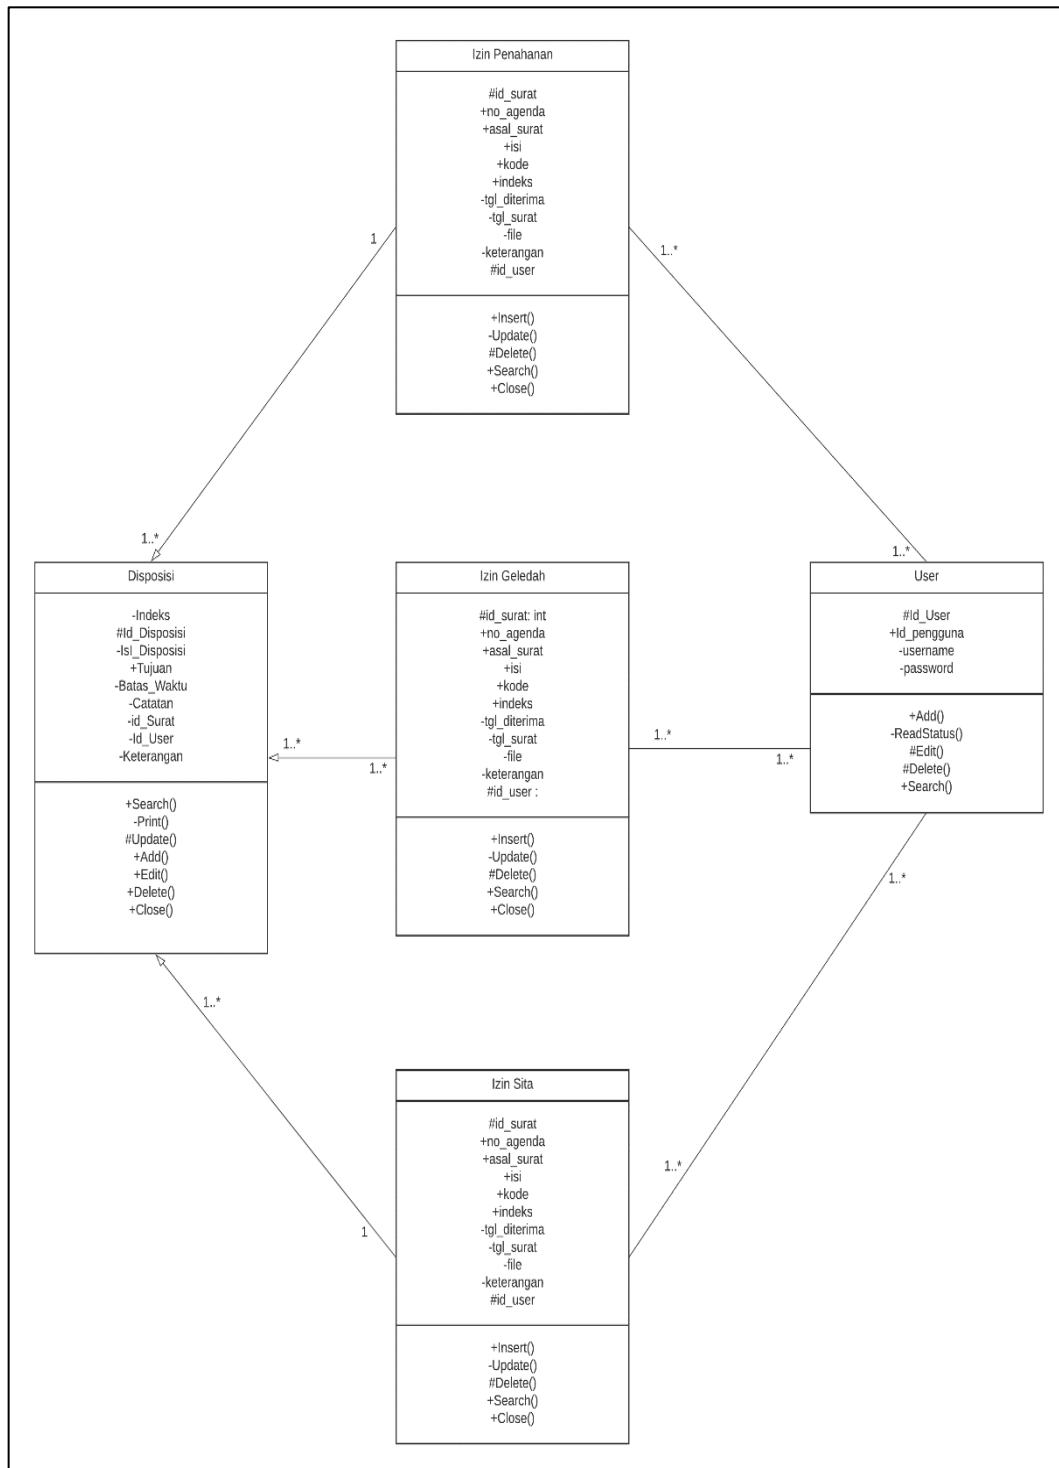 Izin Penahanan
#id_surat
+no_agenda
+asal_surat
+isi
+kode
+indeks
-tgl_diterima
-tgl_surat
-file
-keterangan
#id_user
+Insert()
-Update()
#Delete()
+Search()
+Close()
1
1..*
1..*
1..*
Disposisi
-Indeks
#Id_Disposisi
-IsI_Disposisi
+Tujuan
-Batas_Waktu
-Catatan
-id_Surat
-Id_User
-Keterangan
+Search()
-Print()
#Update()
+Add()
+Edit()
+Delete()
+Close()
1..*
1..*
Izin Geledah
#id_surat: int
+no_agenda
+asal_surat
+isi
+kode
+indeks
-tgl_diterima
-tgl_surat
-file
-keterangan
#id_user :
+Insert()
-Update()
#Delete()
+Search()
+Close()
1..*
1..*
User
#Id_User
+Id_pengguna
-username
-password
+Add()
-ReadStatus()
#Edit()
#Delete()
+Search()
1..*
1..*
1..*
1
Izin Sita
#id_surat
+no_agenda
+asal_surat
+isi
+kode
+indeks
-tgl_diterima
-tgl_surat
-file
-keterangan
#id_user
+Insert()
-Update()
#Delete()
+Search()
+Close()